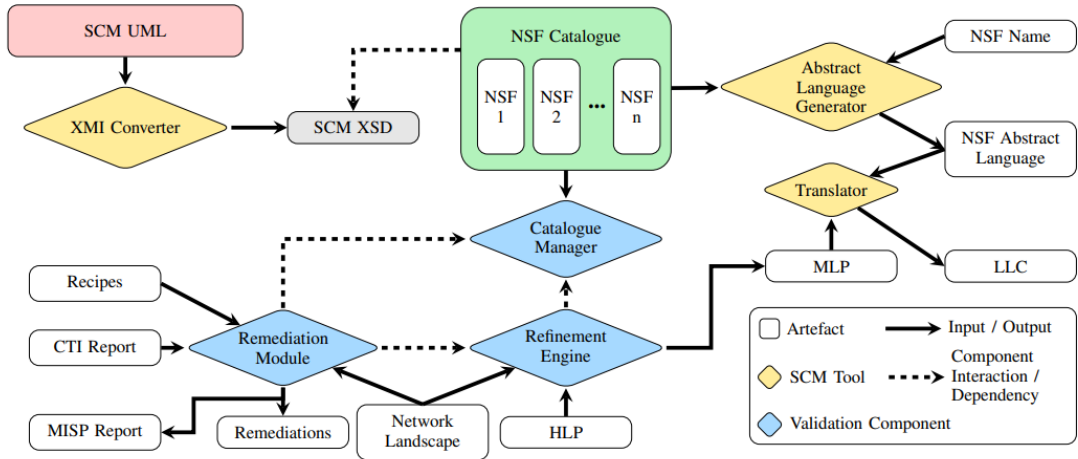 SCM UML
NSF Catalogue
NSF
1
NSF
2
...
NSF
n
Abstract
Language
Generator
NSF Name
XMI Converter
SCM XSD
NSF Abstract
Language
Translator
Catalogue
Manager
MLP
LLC
Recipes
CTI Report
Remediation
Module
Refinement
Engine
MISP Report
Remediations
Network
Landscape
HLP
Artefact
Input / Output
SCM Tool
Component
Interaction /
Dependency
Validation Component